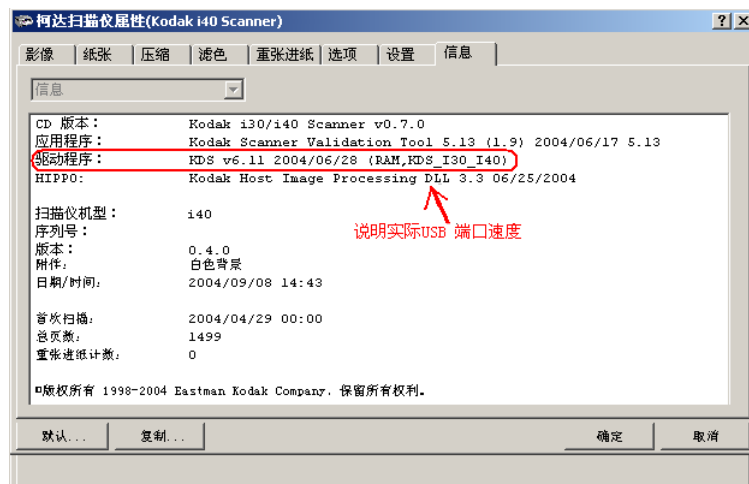 柯达扫描仪属性(Kodak i40 Scanner)
影像 纸张 压缩 滤色 重张进纸 选项 设置 信息
信息
CD 版本: Kodak i30/i40 Scanner v0.7.0
应用程序: Kodak Scanner Validation Tool 5.13 (1.9) 2004/06/17 5.13
驱动程序: KDS v6.11 2004/06/28 (RAM,KDS_I30_I40)
HIPPO: Kodak Host Image Processing DLL 3.3 06/25/2004
扫描仪机型: i40
序列号:
说明实际USB 端口速度
版本: 0.4.0
附件: 白色背景
日期/时间: 2004/09/08 14:43
首次扫描: 2004/04/29 00:00
总页数: 1499
重张进纸计数: 0
版权所有 1998-2004 Eastman Kodak Company. 保留所有权利。
默认... 复制... 确定 取消